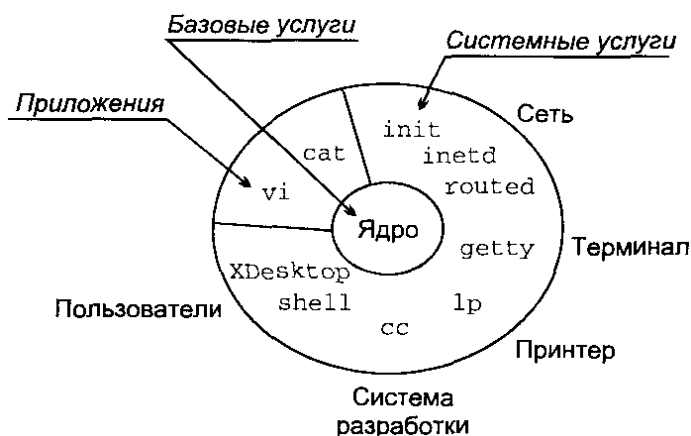 Базовые услуги
Системные услуги
Приложения
Сеть
init
cat
inetd
vi
routed
Ядро
getty
Терминал
XDesktop
Пользователи
shell
lp
cc
Принтер
Система
разработки